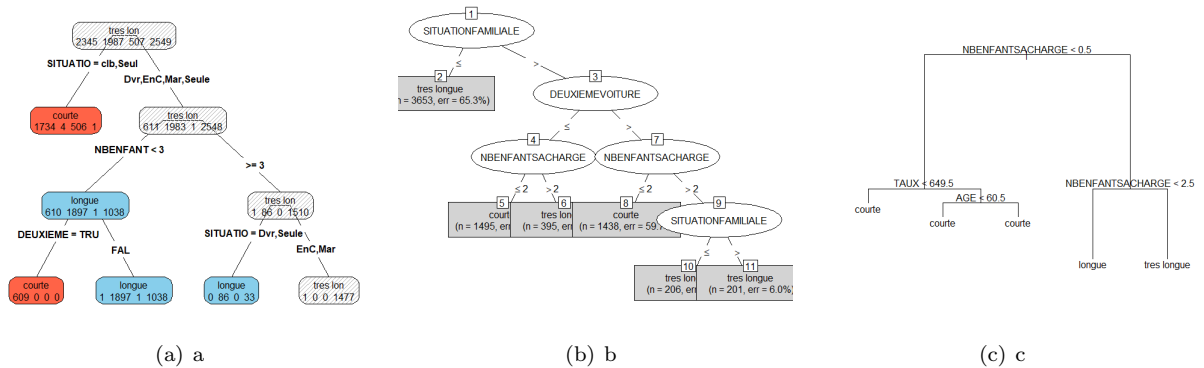 tres lon
2345 1987 507 2549
SITUATIO = clb,Seul
Dvr,EnC,Mar,Seule
courte
1734 4 506 1
tres lon
611 1983 1 2548
NBENFANT < 3
>= 3
longue
610 1897 1 1038
tres lon
1 86 0 1510
DEUXIEME = TRU
FAL
SITUATIO = Dvr,Seule
EnC,Mar
courte
609 0 0 0
longue
1 1897 1 1038
longue
0 86 0 33
tres lon
1 0 0 1477
(a) a
1
SITUATIONFAMILIALE
≤
>
2
tres longue
n = 3653, err = 65.3%)
3
DEUXIEMEVOITURE
≤
>
4
NBENFANTSACHARGE
7
NBENFANTSACHARGE
≤ 2
> 2
≤ 2
> 2
5
court
(n = 1495, err
6
tres lon
(n = 395, err
8
courte
(n = 1438, err = 59.
9
SITUATIONFAMILIALE
≤
>
10
tres lon
(n = 206, err
11
tres longue
(n = 201, err = 6.0%)
(b) b
NBENFANTSACHARGE < 0.5
TAUX < 649.5
NBENFANTSACHARGE < 2.5
courte
AGE < 60.5
courte
courte
longue
tres longue
(c) c